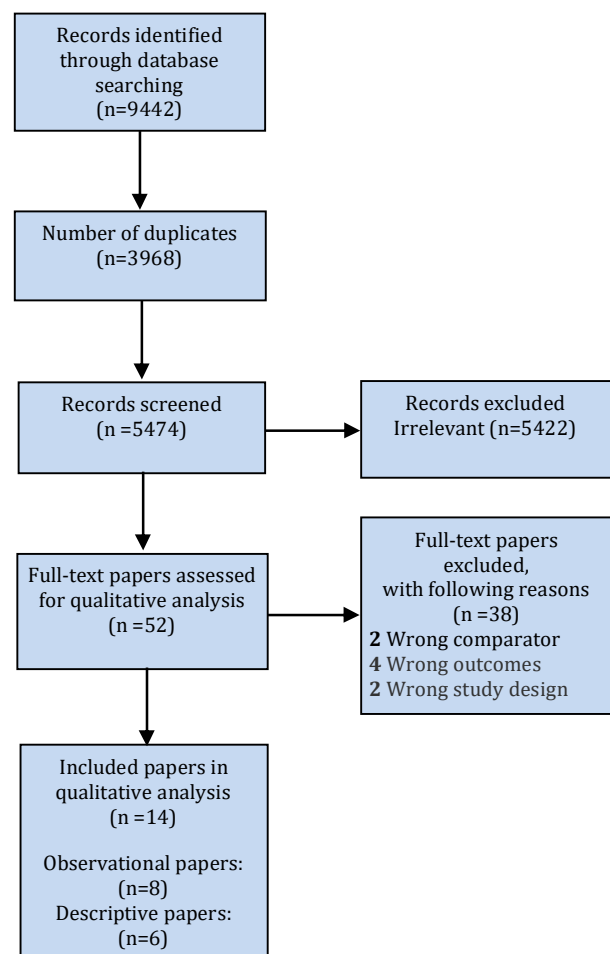 Records identified
through database
searching
(n=9442)
Number of duplicates
(n=3968)
Records screened
(n =5474)
Records excluded
Irrelevant (n=5422)
Full-text papers assessed
for qualitative analysis
(n =52)
Full-text papers
excluded,
with following reasons
(n =38)
2 Wrong comparator
4 Wrong outcomes
2 Wrong study design
Included papers in
qualitative analysis
(n =14)
Observational papers:
(n=8)
Descriptive papers:
(n=6)